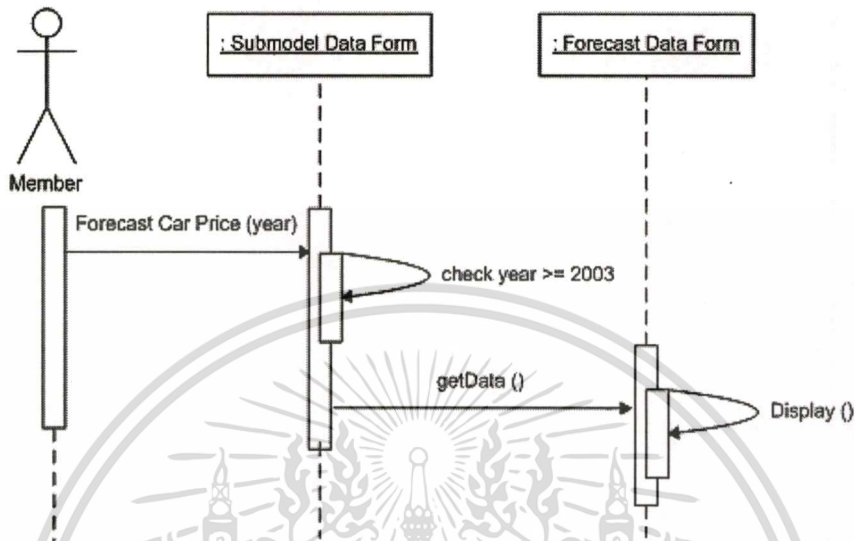 : Submodel Data Form
: Forecast Data Form
Member
Forecast Car Price (year)
check year >= 2003
getData ()
Display ()